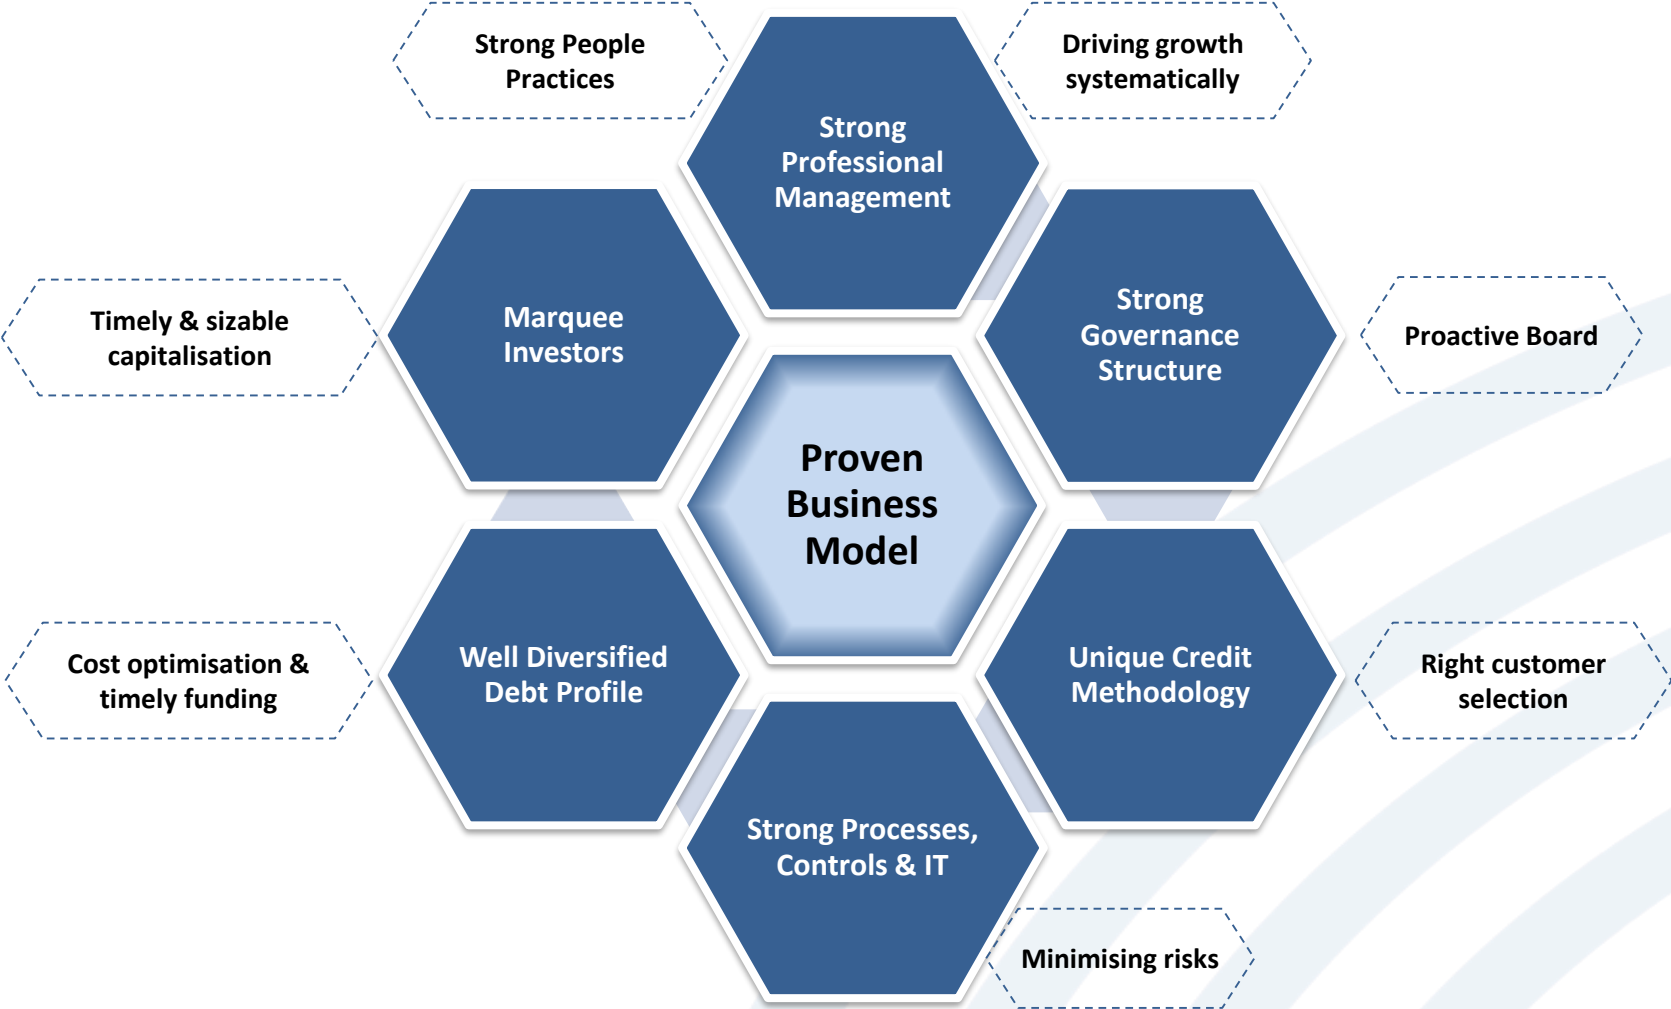 Strong People
Practices
Driving growth
systematically
Strong
Professional
Management
Marquee
Investors
Strong
Governance
Structure
Timely & sizable
capitalisation
Proactive Board
Proven
Business
Model
Well Diversified
Debt Profile
Unique Credit
Methodology
Cost optimisation &
timely funding
Right customer
selection
Strong Processes,
Controls & IT
Minimising risks